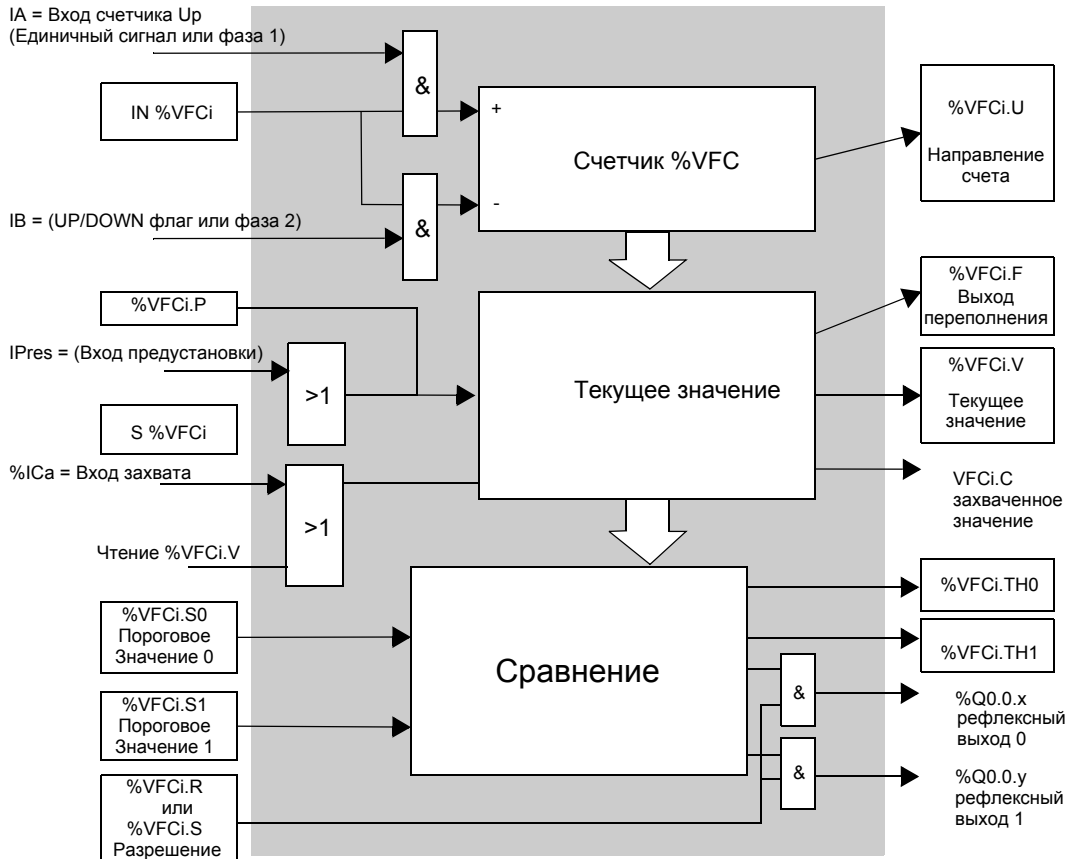 IA = Вход счетчика Up
(Единичный сигнал или фаза 1)
&
IN %VFCi
+
Счетчик %VFC
-
%VFCi.U
Направление
счета
IB = (UP/DOWN флаг или фаза 2)
&
%VFCi.P
%VFCi.F
Выход
переполнения
IPres = (Вход предустановки)
>1
Текущее значение
%VFCi.V
Текущее
значение
S %VFCi
%ICa = Вход захвата
>1
VFCi.C
захваченное
значение
Чтение %VFCi.V
%VFCi.TH0
%VFCi.S0
Пороговое
Значение 0
%VFCi.TH1
Сравнение
&
%Q0.0.x
рефлексный
выход 0
%VFCi.S1
Пороговое
Значение 1
&
%Q0.0.y
рефлексный
выход 1
%VFCi.R
или
%VFCi.S
Разрешение